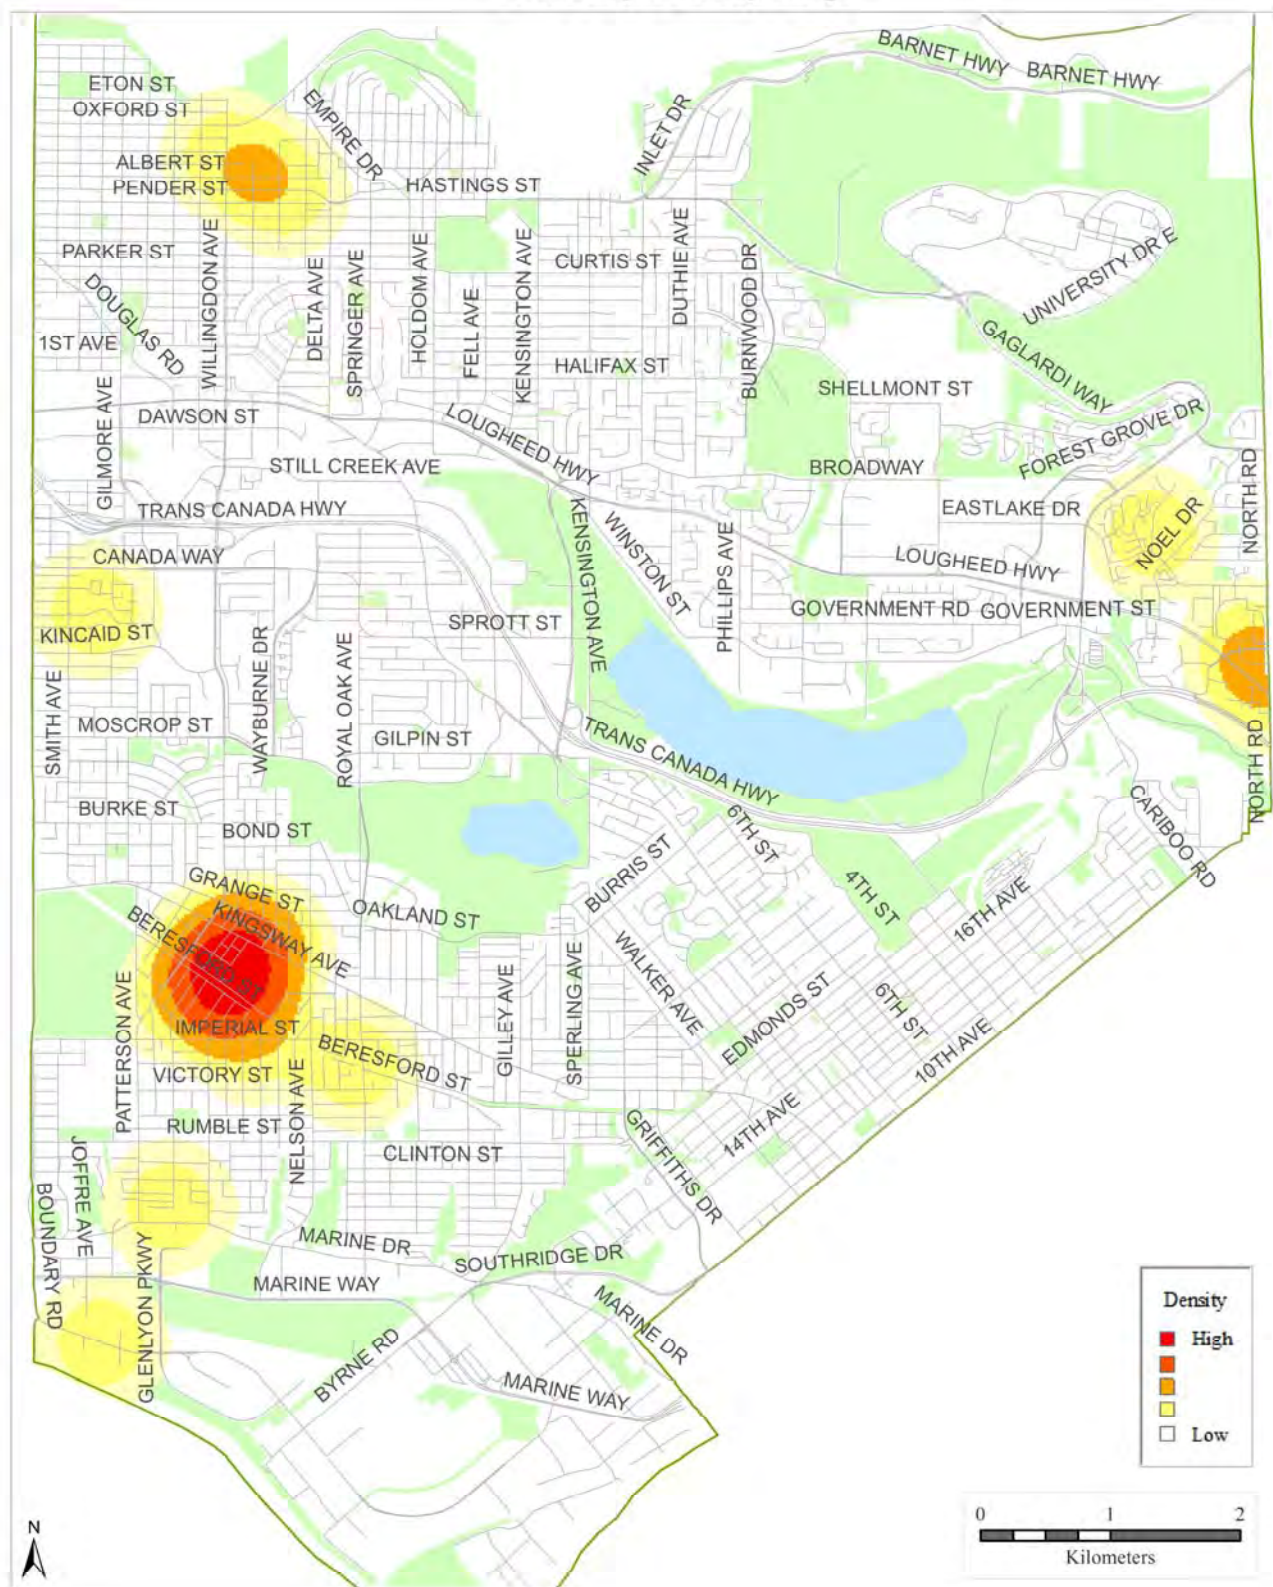 BARNET HWY
BARNET HWY
ETON ST
OXFORD ST
EMPIRE DR
INLET DR
ALBERT ST
PENDER ST
HASTINGS ST
PARKER ST
DOUGLAS RD
WILLINGDON AVE
DELTA AVE
SPRINGER AVE
HOLDOM AVE
FELL AVE
KENSINGTON AVE
CURTIS ST
DUTHIE AVE
BURNWOOD DR
UNIVERSITY DR E
1ST AVE
HALIFAX ST
GAGLARDI WAY
SHELLMONT ST
GILMORE AVE
DAWSON ST
LOUGHEED HWY
FOREST GROVE DR
STILL CREEK AVE
BROADWAY
NORTH RD
TRANS CANADA HWY
KENSINGTON AVE
WINSTON ST
EASTLAKE DR
NOEL DR
CANADA WAY
PHILLIPS AVE
LOUGHEED HWY
KINCAID ST
WAYBURNE DR
ROYAL OAK AVE
SPROTT ST
GOVERNMENT RD
GOVERNMENT ST
SMITH AVE
MOSCROP ST
GILPIN ST
TRANS CANADA HWY
NORTH RD
BURKE ST
BOND ST
6TH ST
CARIBOO RD
GRANGE ST
KINGSWAY AVE
BERESFORD ST
OAKLAND ST
BURRIS ST
4TH ST
16TH AVE
PATTERSON AVE
IMPERIAL ST
GILLEY AVE
SPERLING AVE
WALKER AVE
EDMONDS ST
6TH ST
10TH AVE
VICTORY ST
BERESFORD ST
NELSON AVE
RUMBLE ST
CLINTON ST
GRIFFITHS DR
14TH AVE
JOFFRE AVE
BOUNDARY RD
GLENLYON PKWY
MARINE DR
SOUTHRIDGE DR
MARINE WAY
MARINE DR
BYRNE RD
MARINE WAY
Density
High
Low
N
0 1 2
Kilometers